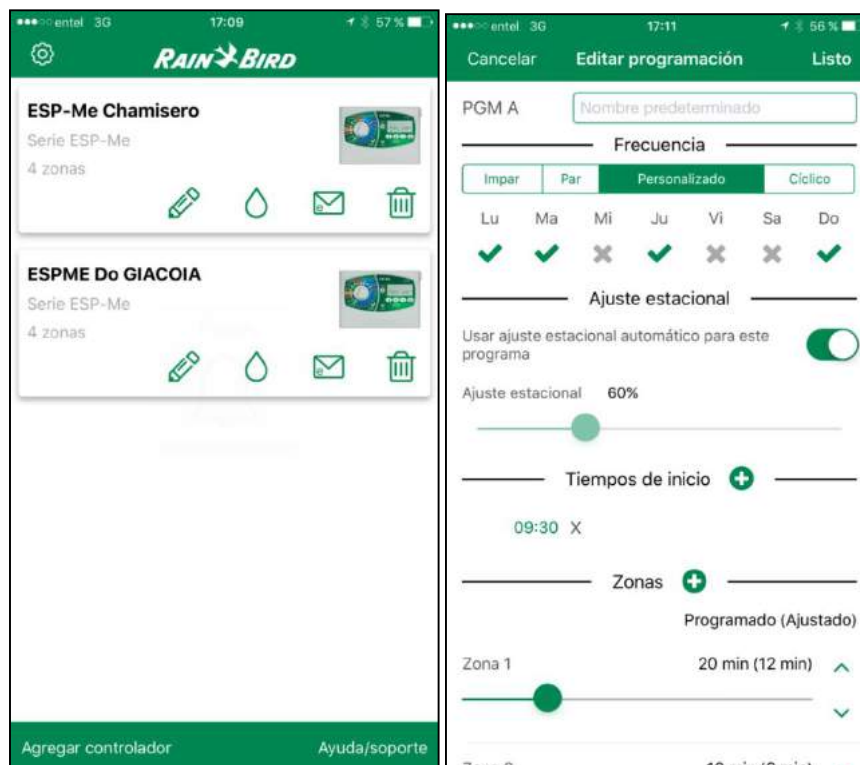 entel 3G 17:09 57 %
RAIN BIRD
ESP-Me Chamisero
Serie ESP-Me
4 zonas
ESPME Do GIACOIA
Serie ESP-Me
4 zonas
Agregar controlador Ayuda/soporte
entel 3G 17:11 56 %
Cancelar Editar programación Listo
PGM A Nombre predeterminado
Frecuencia
Impar Par Personalizado Cíclico
Lu Ma Mi Ju Vi Sa Do
Ajuste estacional
Usar ajuste estacional automático para este
programa
Ajuste estacional 60%
Tiempos de inicio
09:30 X
Zonas
Programado (Ajustado)
Zona 1 20 min (12 min)